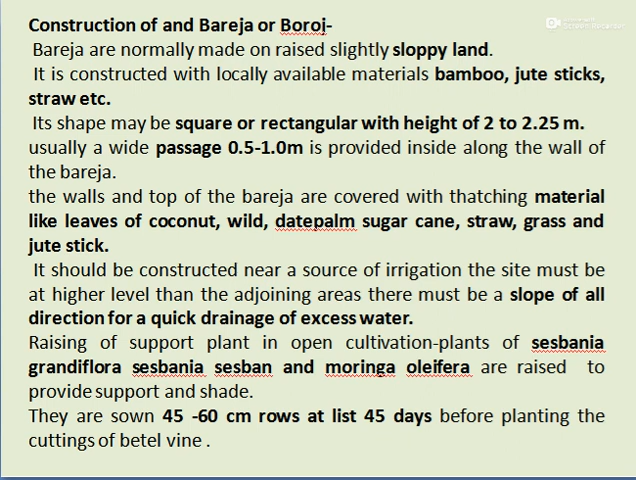 Construction of and Bareja or Boroj-
Bareja are normally made on raised slightly sloppy land.
It is constructed with locally available materials bamboo, jute sticks,
straw etc.
Its shape may be square or rectangular with height of 2 to 2.25 m.
usually a wide passage 0.5-1.0m is provided inside along the wall of
the bareja.
the walls and top of the bareja are covered with thatching material
like leaves of coconut, wild, datepalm sugar cane, straw, grass and
jute stick.
It should be constructed near a source of irrigation the site must be
at higher level than the adjoining areas there must be a slope of all
direction for a quick drainage of excess water.
Raising of support plant in open cultivation-plants of sesbania
grandiflora sesbania sesban and moringa oleifera are raised to
provide support and shade.
They are sown 45 -60 cm rows at list 45 days before planting the
cuttings of betel vine .